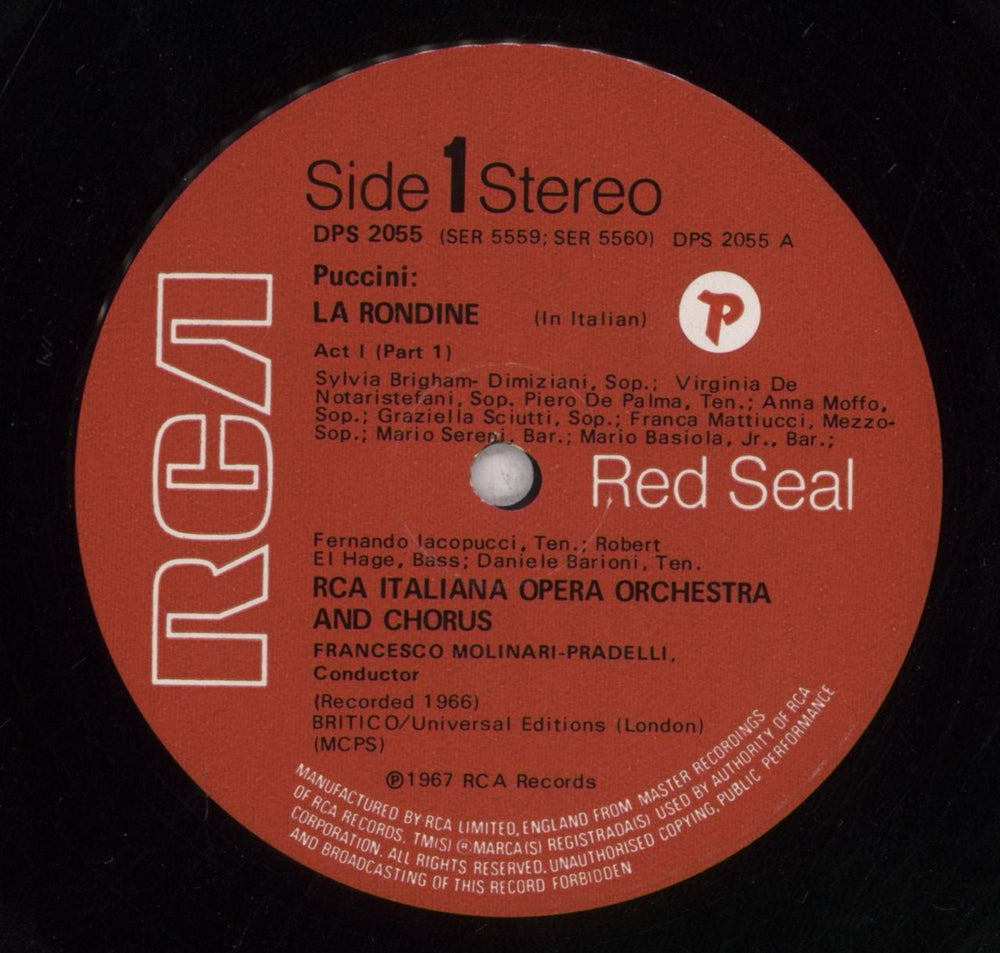 Side 1 Stereo
DPS 2055 (SER 5559; SER 5560) DPS 2055 A
Puccini:
LA RONDINE (In Italian)
P
Act I (Part 1)
Sylvia Brigham- Dimiziani, Sop.; Virginia De
Notaristefani, Sop. Piero De Palma, Ten.; Anna Moffo,
Sop.; Graziella Sciutti, Sop.; Franca Mattiucci, Mezzo-
Sop.; Mario Sereni, Bar.; Mario Basiola, Jr., Bar.;
RCA
Red Seal
Fernando Iacopucci, Ten.; Robert
El Hage, Bass; Daniele Barioni, Ten.
RCA ITALIANA OPERA ORCHESTRA
AND CHORUS
FRANCESCO MOLINARI-PRADELLI,
Conductor
(Recorded 1966)
BRITICO/Universal Editions (London)
(MCPS)
℗1967 RCA Records
MANUFACTURED BY RCA LIMITED, ENGLAND FROM MASTER RECORDINGS
OF RCA RECORDS. TM(S) ® MARCA(S) REGISTRADA(S) USED BY AUTHORITY OF RCA
CORPORATION. ALL RIGHTS RESERVED. UNAUTHORISED COPYING, PUBLIC PERFORMANCE
AND BROADCASTING OF THIS RECORD FORBIDDEN